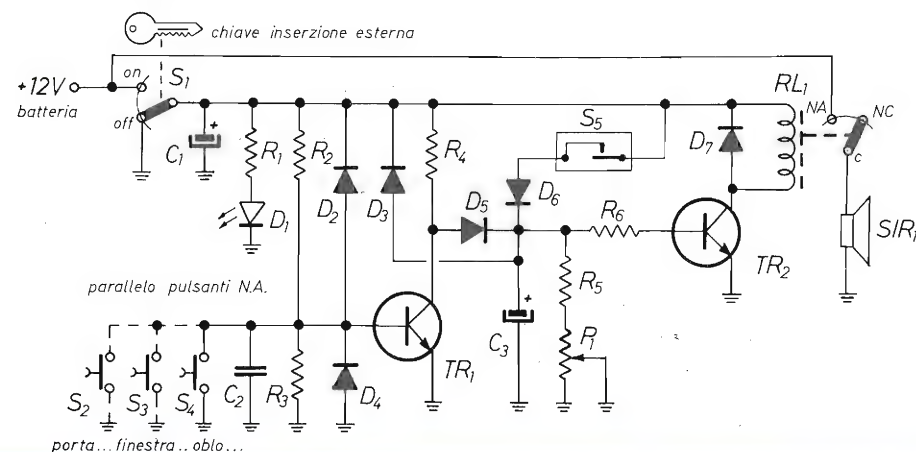 chiave inserzione esterna
+12V
batteria
on
off
S1
+
C1
R1
D1
R2
D2
D3
R4
D5
D6
S5
R6
D7
RL1
NA
NC
c
SIR1
TR2
R5
P1
+
C3
TR1
parallelo pulsanti N.A.
S2
S3
S4
C2
R3
D4
porta...finestra..oblo...